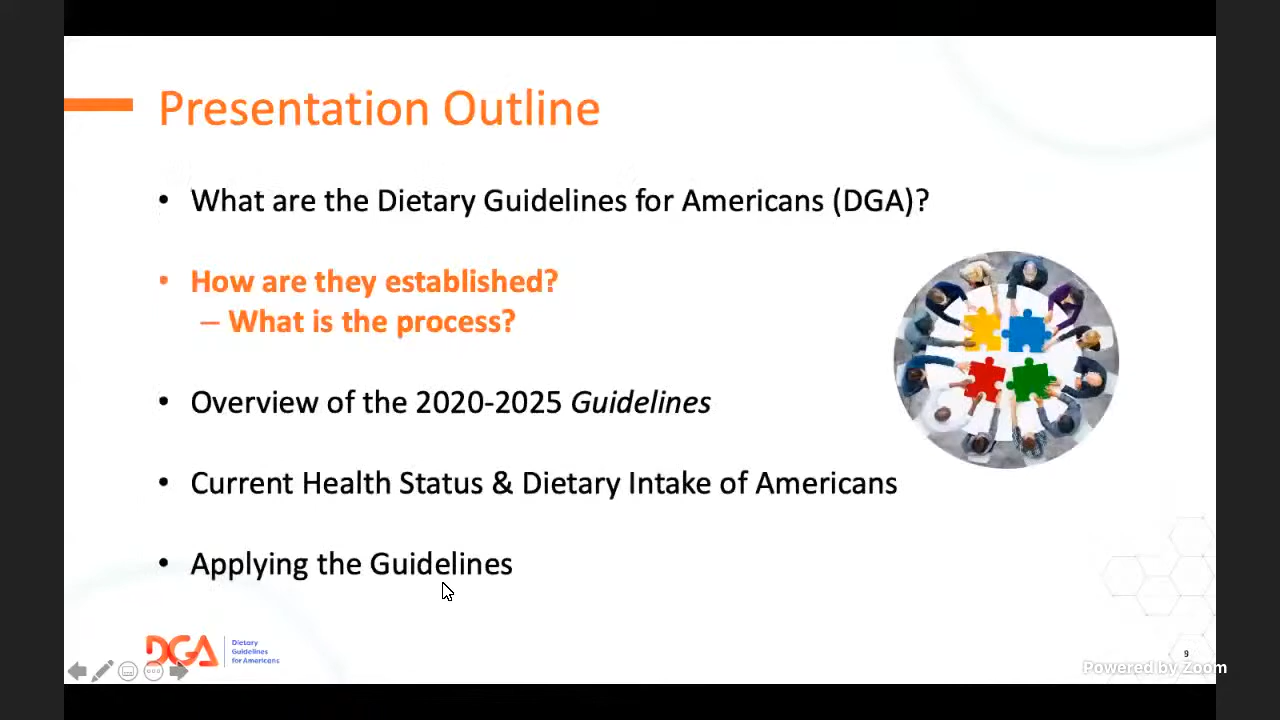 Presentation Outline
• What are the Dietary Guidelines for Americans (DGA)?
• How are they established?
– What is the process?
• Overview of the 2020-2025 Guidelines
• Current Health Status & Dietary Intake of Americans
• Applying the Guidelines
DGA
Dietary
Guidelines
for Americans
9
Powered by Zoom